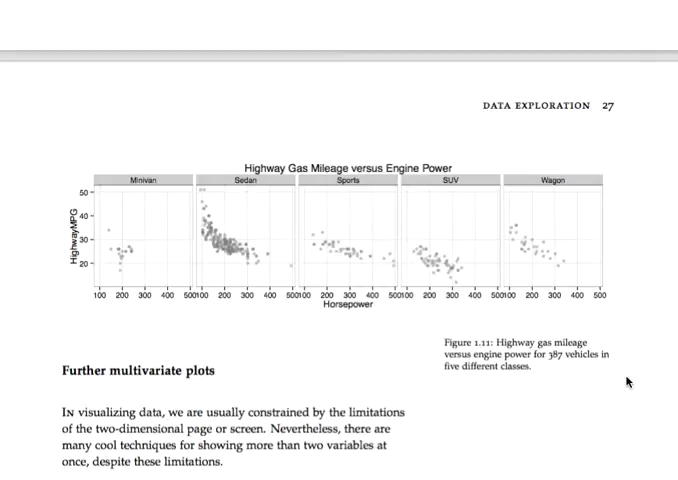 DATA EXPLORATION 27
Highway Gas Mileage versus Engine Power
Minivan Sedan Sports SUV Wagon
50
40
30
20
HighwayMPG
100 200 300 400 500100 200 300 400 500100 200 300 400 500100 200 300 400 500100 200 300 400 500
Horsepower
Figure 1.11: Highway gas mileage
versus engine power for 387 vehicles in
five different classes.
Further multivariate plots
IN visualizing data, we are usually constrained by the limitations
of the two-dimensional page or screen. Nevertheless, there are
many cool techniques for showing more than two variables at
once, despite these limitations.